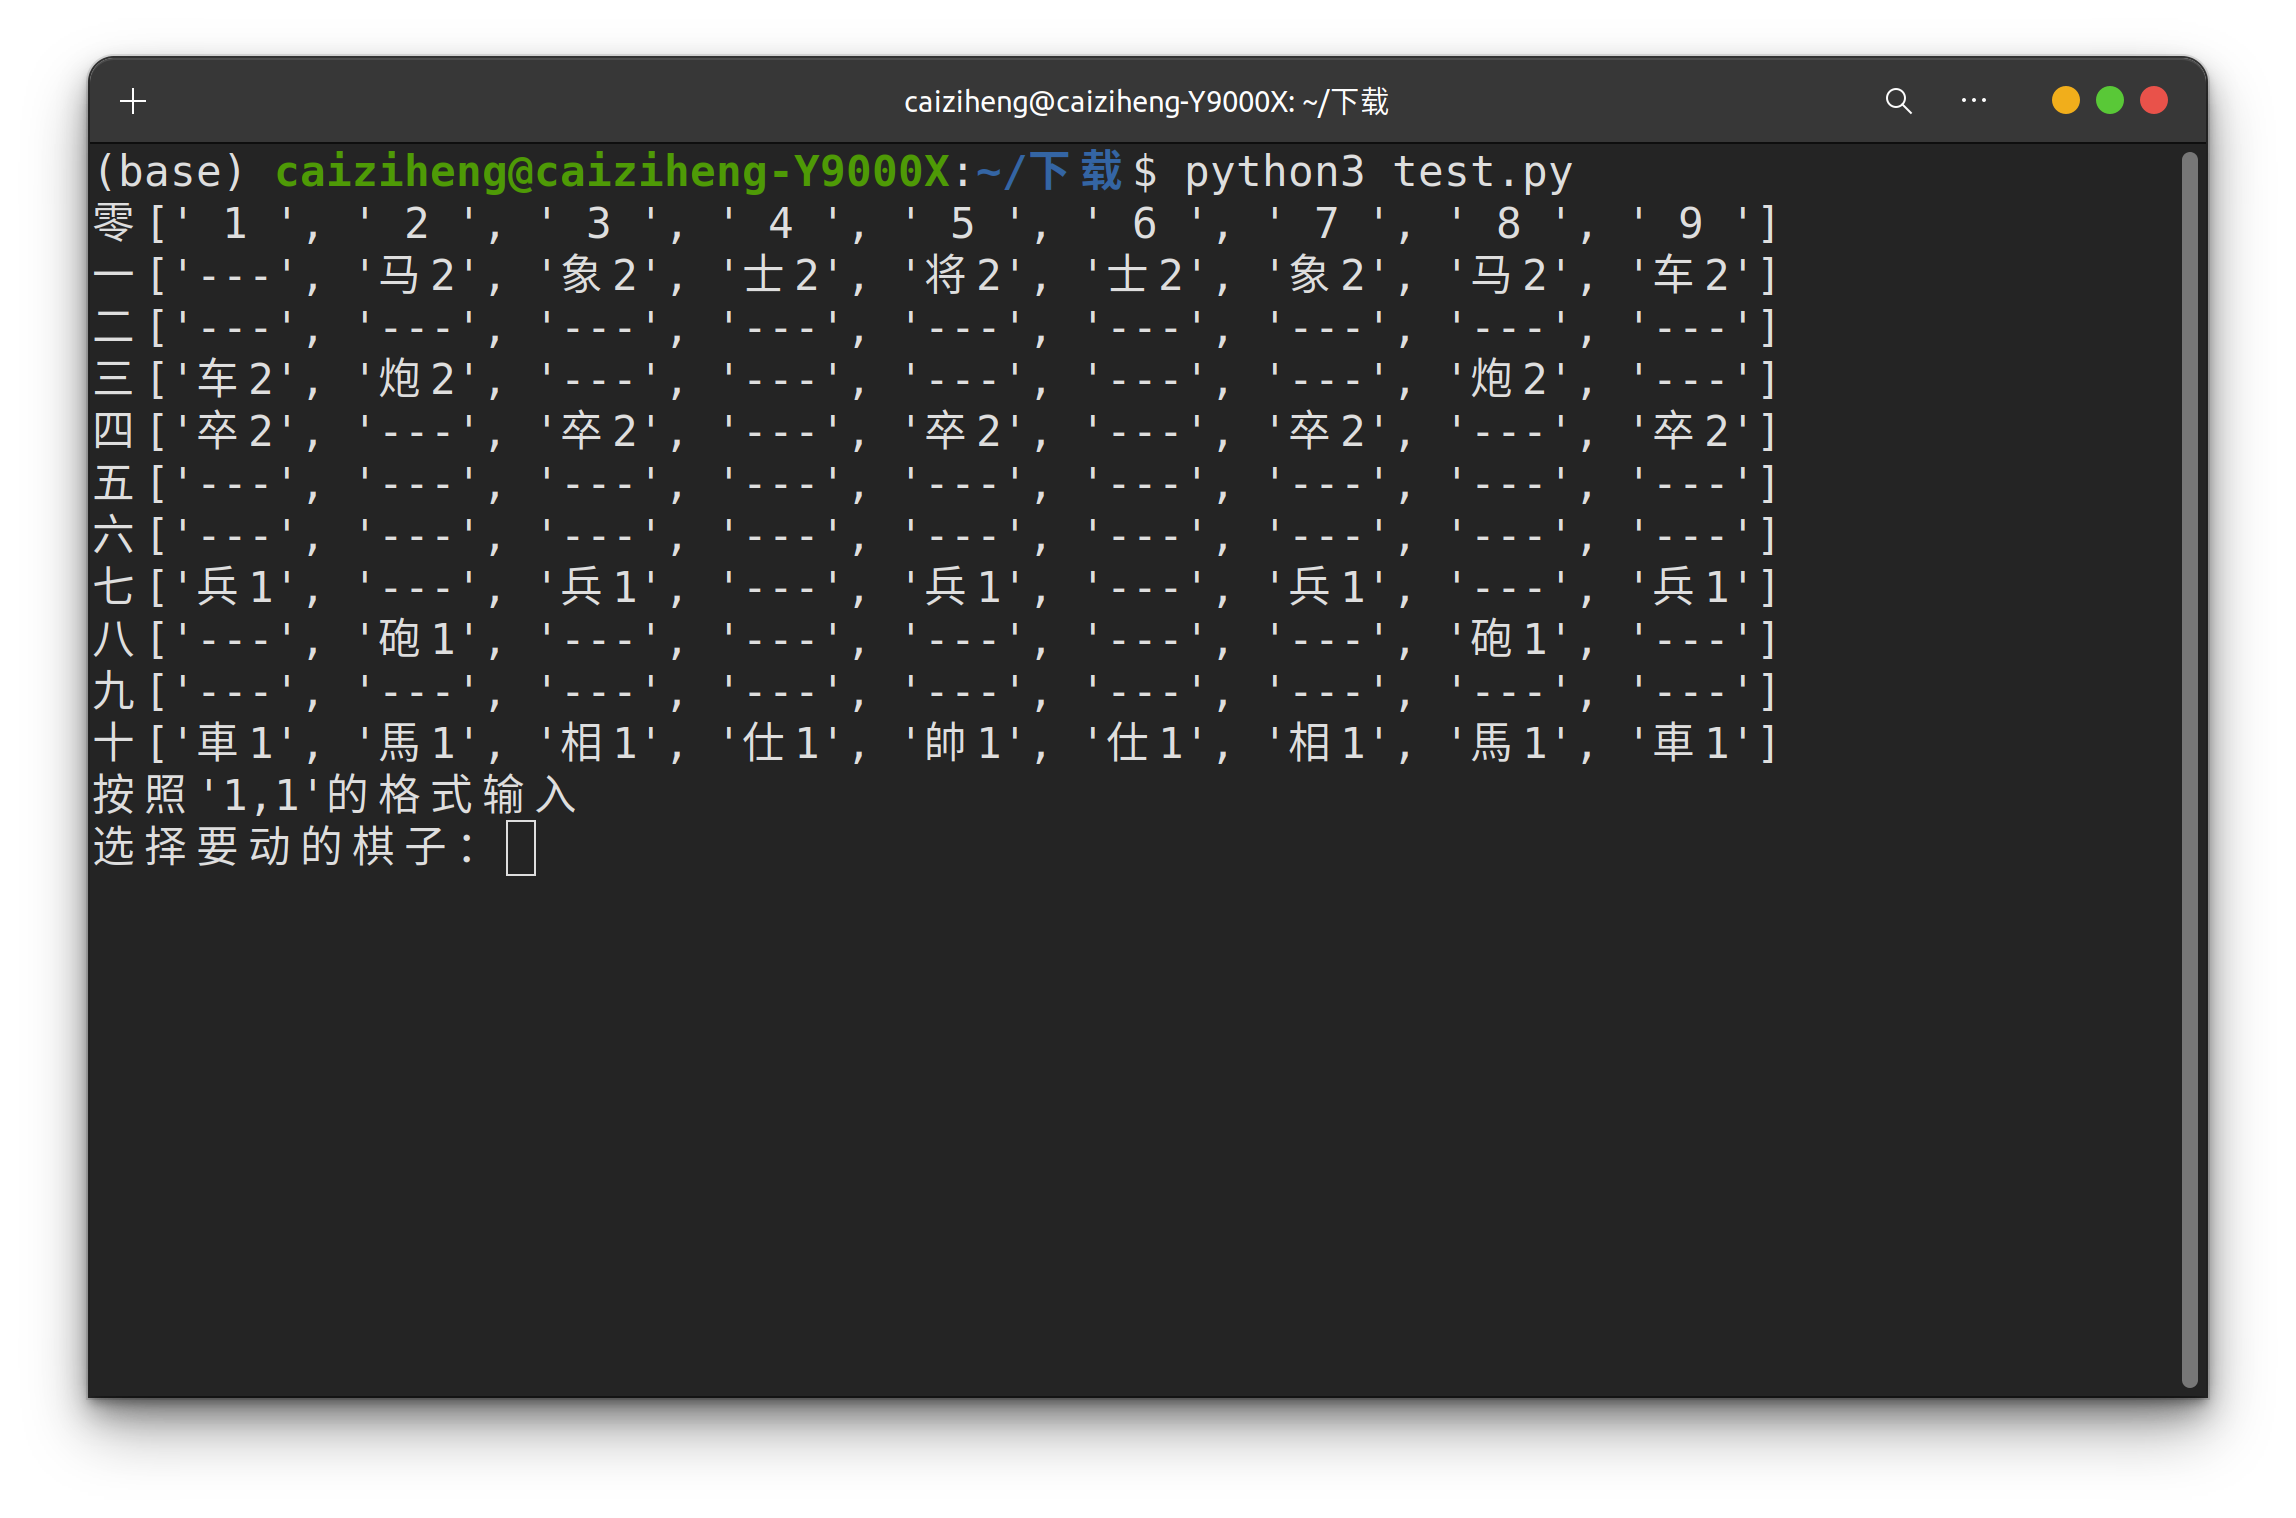 caiziheng@caiziheng-Y9000X: ~/下载
(base) caiziheng@caiziheng-Y9000X:~/下载$ python3 test.py
零[' 1 ', ' 2 ', ' 3 ', ' 4 ', ' 5 ', ' 6 ', ' 7 ', ' 8 ', ' 9 ']
一['---', '马2', '象2', '士2', '将2', '士2', '象2', '马2', '车2']
二['---', '---', '---', '---', '---', '---', '---', '---', '---']
三['车2', '炮2', '---', '---', '---', '---', '---', '炮2', '---']
四['卒2', '---', '卒2', '---', '卒2', '---', '卒2', '---', '卒2']
五['---', '---', '---', '---', '---', '---', '---', '---', '---']
六['---', '---', '---', '---', '---', '---', '---', '---', '---']
七['兵1', '---', '兵1', '---', '兵1', '---', '兵1', '---', '兵1']
八['---', '砲1', '---', '---', '---', '---', '---', '砲1', '---']
九['---', '---', '---', '---', '---', '---', '---', '---', '---']
十['車1', '馬1', '相1', '仕1', '帥1', '仕1', '相1', '馬1', '車1']
按照'1,1'的格式输入
选择要动的棋子：